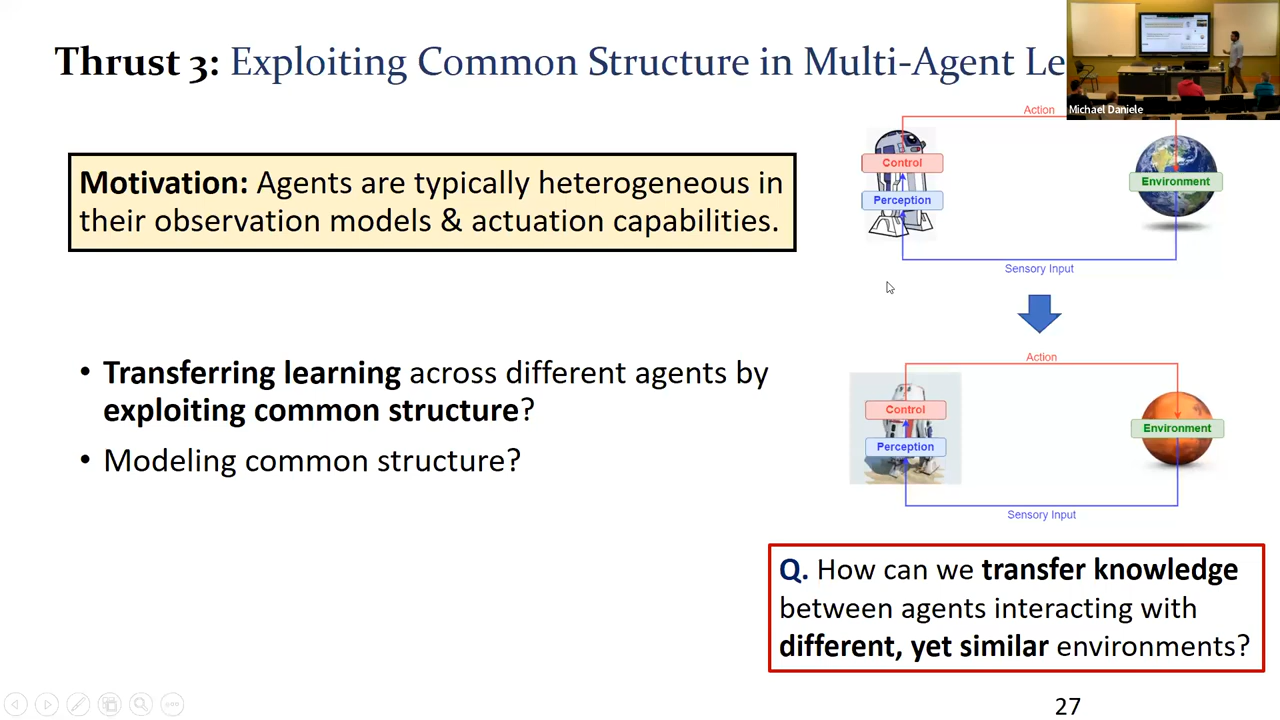 Thrust 3: Exploiting Common Structure in Multi-Agent Le
Michael Daniele
Motivation: Agents are typically heterogeneous in
their observation models & actuation capabilities.
Action
Control
Perception
Environment
Sensory Input
• Transferring learning across different agents by
exploiting common structure?
• Modeling common structure?
Action
Control
Perception
Environment
Sensory Input
Q. How can we transfer knowledge
between agents interacting with
different, yet similar environments?
27